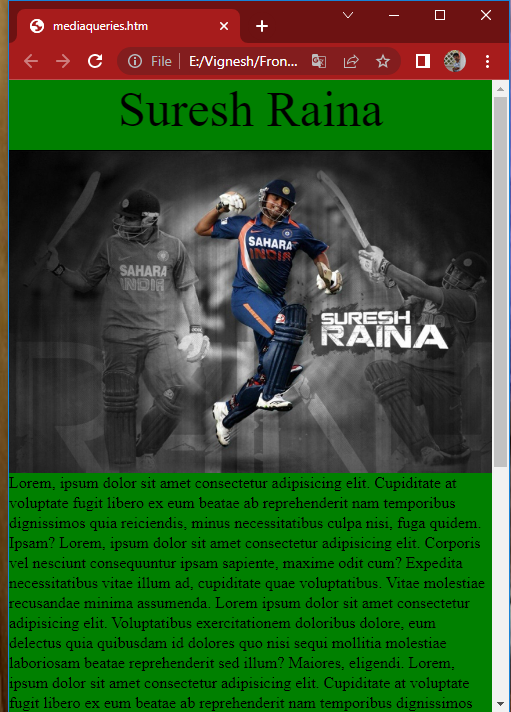 mediaqueries.htm
File | E:/Vignesh/Fron...
Suresh Raina
SAHARA
INDIA
SAHARA
INDIA
SURESH
RAINA
Lorem, ipsum dolor sit amet consectetur adipisicing elit. Cupiditate at
voluptate fugit libero ex eum beatae ab reprehenderit nam temporibus
dignissimos quia reiciendis, minus necessitatibus culpa nisi, fuga quidem.
Ipsam? Lorem, ipsum dolor sit amet consectetur adipisicing elit. Corporis
vel nesciunt consequuntur ipsam sapiente, maxime odit cum? Expedita
necessitatibus vitae illum ad, cupiditate quae voluptatibus. Vitae molestiae
recusandae minima assumenda. Lorem ipsum dolor sit amet consectetur
adipisicing elit. Voluptatibus exercitationem doloribus dolore, eum
delectus quia quibusdam id dolores quo nisi sequi mollitia molestiae
laboriosam beatae reprehenderit sed illum? Maiores, eligendi. Lorem,
ipsum dolor sit amet consectetur adipisicing elit. Cupiditate at voluptate
fugit libero ex eum beatae ab reprehenderit nam temporibus dignissimos